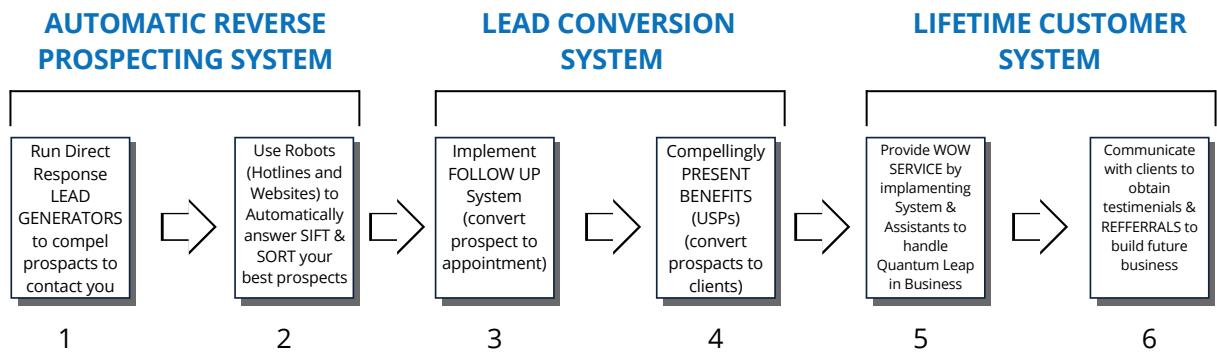 AUTOMATIC REVERSE
PROSPECTING SYSTEM
LEAD CONVERSION
SYSTEM
LIFETIME CUSTOMER
SYSTEM
Run Direct
Response
LEAD
GENERATORS
to compel
prospacts to
contact you
Use Robots
(Hotlines and
Websites) to
Automatically
answer SIFT &
SORT your
best prospects
Implement
FOLLOW UP
System
(convert
prospect to
appointment)
Compellingly
PRESENT
BENEFITS
(USPs)
(convert
prospacts to
clients)
Provide WOW
SERVICE by
implamenting
System &
Assistants to
handle
Quantum Leap
in Business
Communicate
with clients to
obtain
testimenials &
REFFERRALS to
build future
business
1
2
3
4
5
6